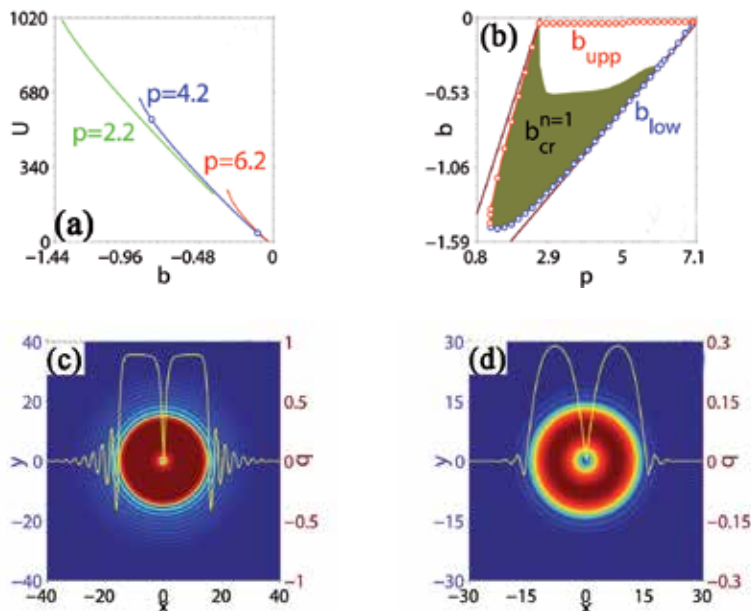 1020
680
340
0
U
p=2.2
p=4.2
p=6.2
(a)
−1.44 −0.96 −0.48 0
b
0
−0.53
−1.06
−1.59
b
(b)
b_upp
b_cr^n=1
b_low
0.8 2.9 5 7.1
p
40
20
0
−20
−40
y
(c)
1
0.5
0
−0.5
−1
q
−40 −20 0 20 40
x
30
15
0
−15
−30
y
(d)
0.3
0.15
0
−0.15
−0.3
q
−30 −15 0 15 30
x